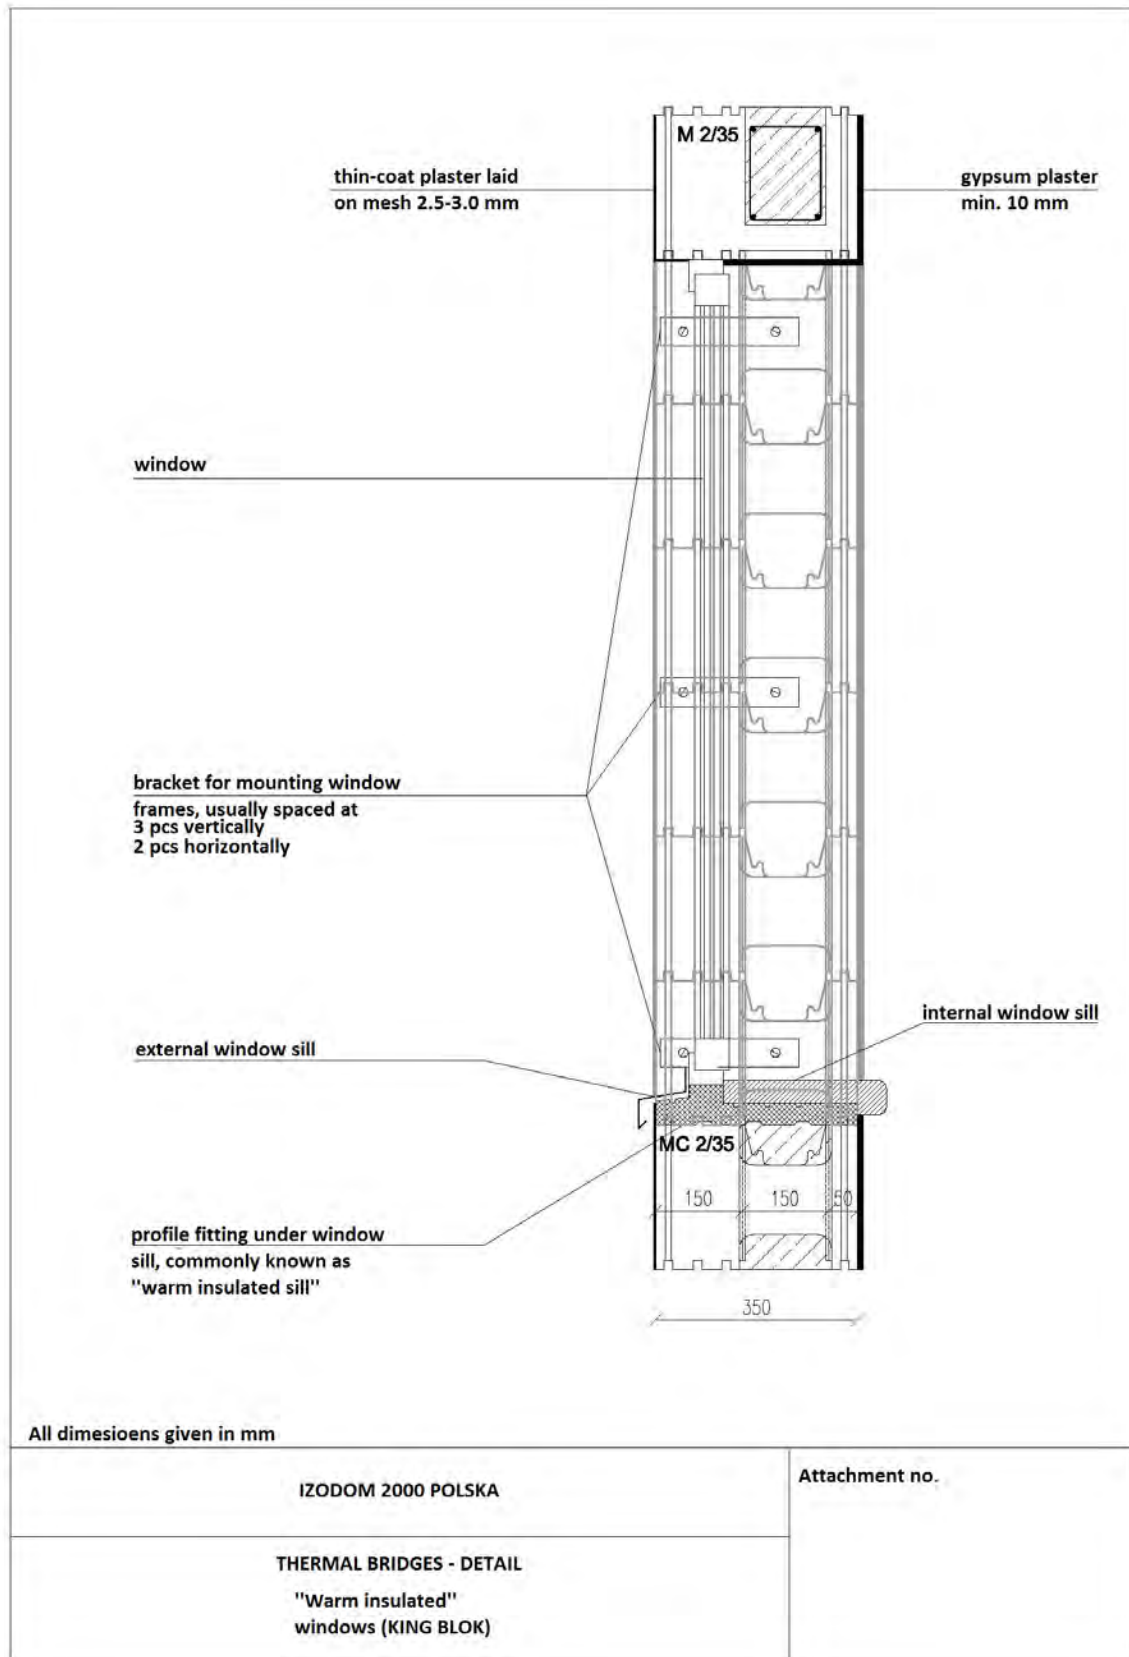 M 2/35
thin-coat plaster laid
on mesh 2.5-3.0 mm
gypsum plaster
min. 10 mm
window
bracket for mounting window
frames, usually spaced at
3 pcs vertically
2 pcs horizontally
internal window sill
external window sill
MC 2/35
150 150 50
profile fitting under window
sill, commonly known as
"warm insulated sill"
350
All dimesioens given in mm
IZODOM 2000 POLSKA
Attachment no.
THERMAL BRIDGES - DETAIL
"Warm insulated"
windows (KING BLOK)